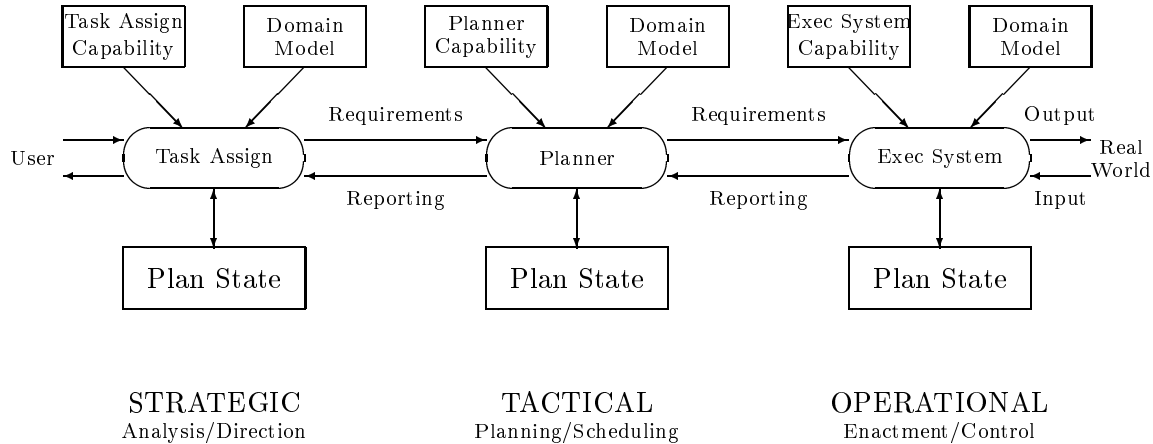 Task Assign
Capability
Domain
Model
Planner
Capability
Domain
Model
Exec System
Capability
Domain
Model
Requirements
Requirements
Output
User
Task Assign
Planner
Exec System
Real
World
Reporting
Reporting
Input
Plan State
Plan State
Plan State
STRATEGIC
Analysis/Direction
TACTICAL
Planning/Scheduling
OPERATIONAL
Enactment/Control